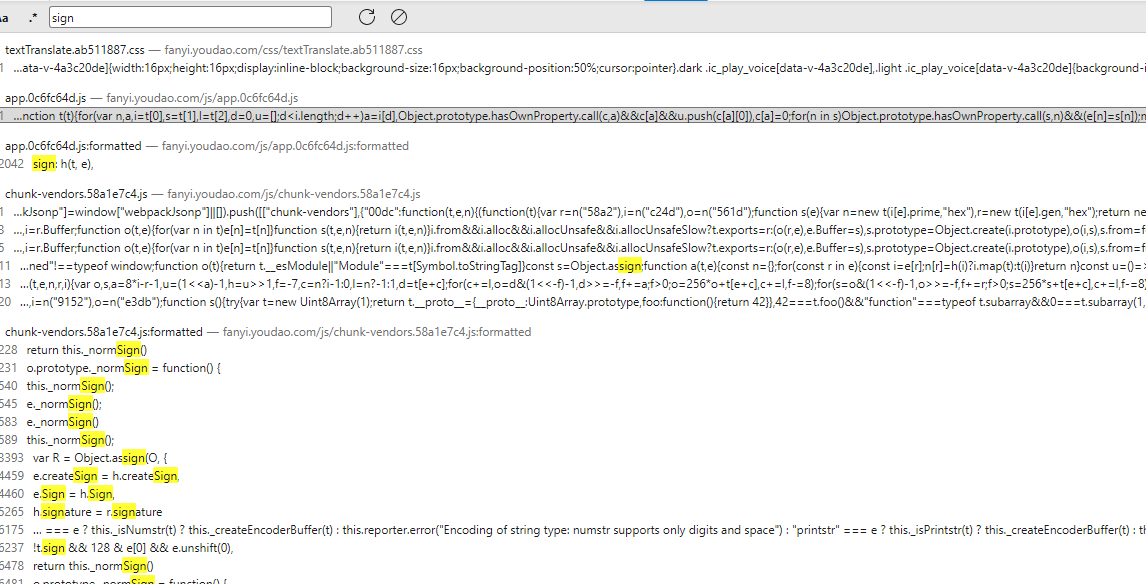 Aa .* sign
textTranslate.ab511887.css — fanyi.youdao.com/css/textTranslate.ab511887.css
1 ...ata-v-4a3c20de]{width:16px;height:16px;display:inline-block;background-size:16px;background-position:50%;cursor:pointer}.dark .ic_play_voice[data-v-4a3c20de],.light .ic_play_voice[data-v-4a3c20de]{background-i
app.0c6fc64d.js — fanyi.youdao.com/js/app.0c6fc64d.js
1 ...nction t(t){for(var n,a,i=t[0],s=t[1],l=t[2],d=0,u=[];d<i.length;d++)a=i[d],Object.prototype.hasOwnProperty.call(c,a)&&c[a]&&u.push(c[a][0]),c[a]=0;for(n in s)Object.prototype.hasOwnProperty.call(s,n)&&(e[n]=s[n]);
app.0c6fc64d.js:formatted — fanyi.youdao.com/js/app.0c6fc64d.js:formatted
2042 sign: h(t, e),
chunk-vendors.58a1e7c4.js — fanyi.youdao.com/js/chunk-vendors.58a1e7c4.js
1 ...kJsonp"]=window["webpackJsonp"]||[]).push([["chunk-vendors"],{"00dc":function(t,e,n){(function(t){var r=n("58a2"),i=n("c24d"),o=n("561d");function s(e){var n=new t(i[e].prime,"hex"),r=new t(i[e].gen,"hex");return ne
3 ...,i=r.Buffer;function o(t,e){for(var n in t)e[n]=t[n]}function s(t,e,n){return i(t,e,n)}i.from&&i.alloc&&i.allocUnsafe&&i.allocUnsafeSlow?t.exports=r:(o(r,e),e.Buffer=s),s.prototype=Object.create(i.prototype),o(i,s),s.from=f
5 ...,i=r.Buffer;function o(t,e){for(var n in t)e[n]=t[n]}function s(t,e,n){return i(t,e,n)}i.from&&i.alloc&&i.allocUnsafe&&i.allocUnsafeSlow?t.exports=r:(o(r,e),e.Buffer=s),s.prototype=Object.create(i.prototype),o(i,s),s.from=f
11 ...ned"!==typeof window;function o(t){return t.__esModule||"Module"===t[Symbol.toStringTag]}const s=Object.assign;function a(t,e){const n={};for(const r in e){const i=e[r];n[r]=h(i)?i.map(t):t(i)}return n}const u=()=>
13 ...(t,e,n,r,i){var o,s,a=8*i-r-1,u=(1<<a)-1,h=u>>1,f=-7,c=n?i-1:0,l=n?-1:1,d=t[e+c];for(c+=l,o=d&(1<<-f)-1,d>>=-f,f+=a;f>0;o=256*o+t[e+c],c+=l,f-=8);for(s=o&(1<<-f)-1,o>>=-f,f+=r;f>0;s=256*s+t[e+c],c+=l,f-=8)
20 ...,i=n("9152"),o=n("e3db");function s(){try{var t=new Uint8Array(1);return t.__proto__={__proto__:Uint8Array.prototype,foo:function(){return 42}},42===t.foo()&&"function"===typeof t.subarray&&0===t.subarray(1,
chunk-vendors.58a1e7c4.js:formatted — fanyi.youdao.com/js/chunk-vendors.58a1e7c4.js:formatted
228 return this._normSign()
231 o.prototype._normSign = function() {
540 this._normSign();
545 e._normSign();
583 e._normSign()
589 this._normSign();
3393 var R = Object.assign(O, {
4459 e.createSign = h.createSign,
4460 e.Sign = h.Sign,
5265 h.signature = r.signature
6175 ... === e ? this._isNumstr(t) ? this._createEncoderBuffer(t) : this.reporter.error("Encoding of string type: numstr supports only digits and space") : "printstr" === e ? this._isPrintstr(t) ? this._createEncoderBuffer(t) : th
6237 !t.sign && 128 & e[0] && e.unshift(0),
6478 return this._normSign()
6481 o.prototype._normSign = function() {